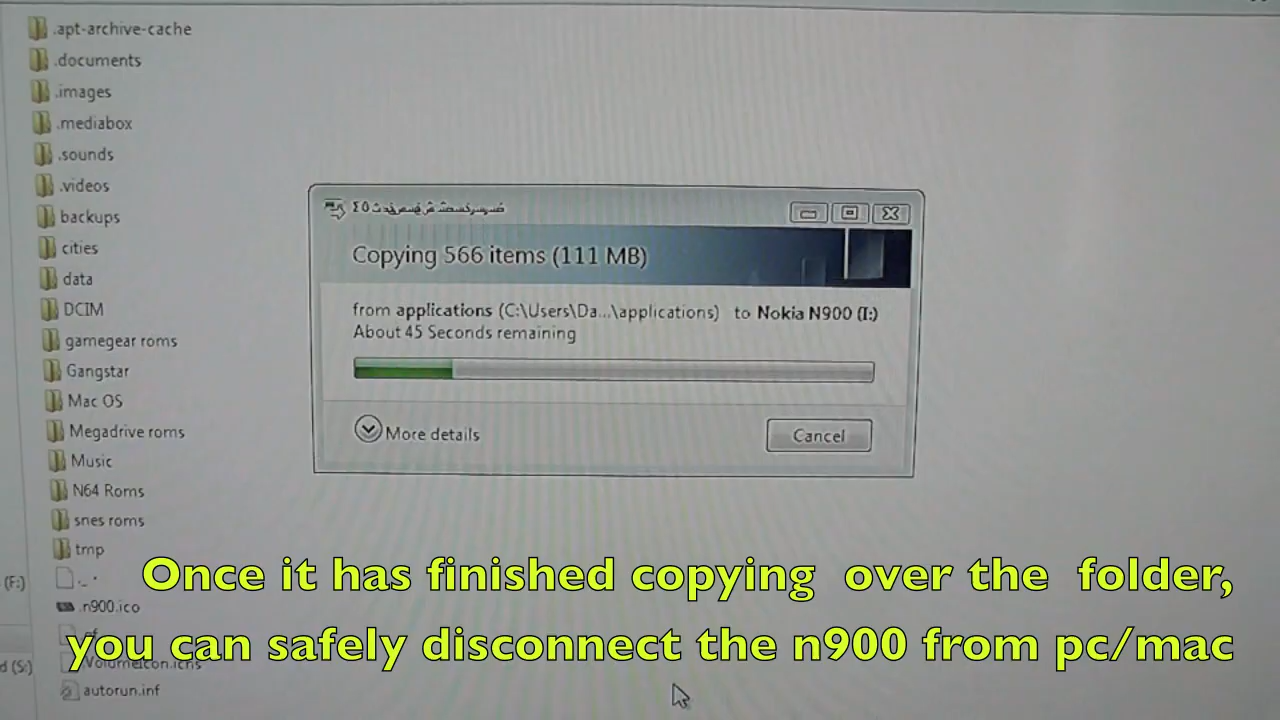 .apt-archive-cache
.documents
.images
.mediabox
.sounds
.videos
backups
cities
data
DCIM
gamegear roms
Gangstar
Mac OS
Megadrive roms
Music
N64 Roms
snes roms
tmp
._.
.n900.ico
.VolumeIcon.icns
autorun.inf
(F:)
d (S:)
Copying 566 items (111 MB)
from applications (C:\Users\Da...\applications) to Nokia N900 (I:)
About 45 Seconds remaining
More details
Cancel
Once it has finished copying over the folder,
you can safely disconnect the n900 from pc/mac